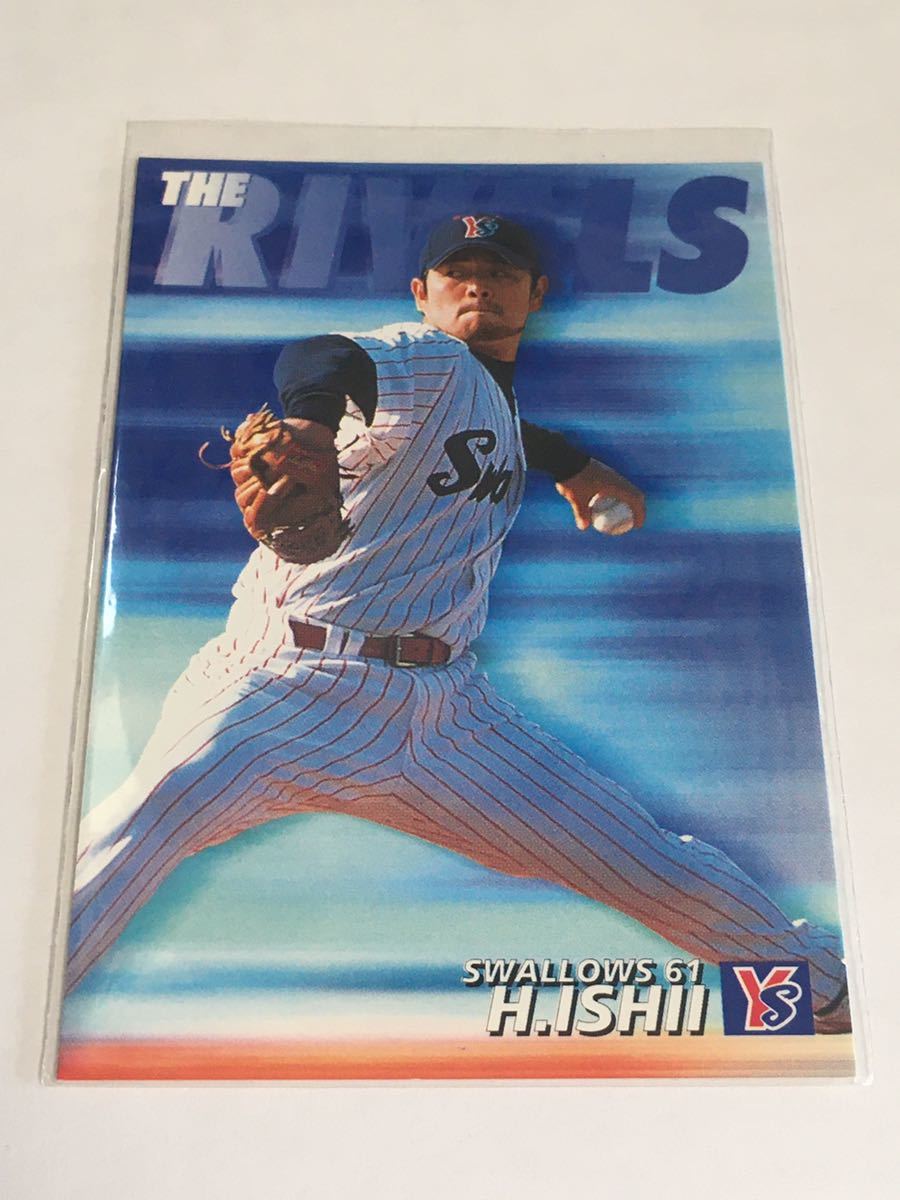 THE
RIVALS
YS
Swa
SWALLOWS 61
H.ISHII
YS